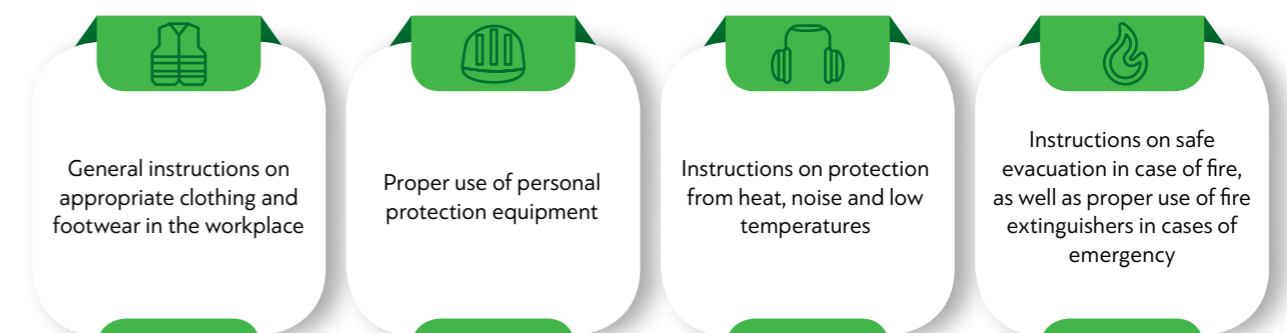 General instructions on
appropriate clothing and
footwear in the workplace
Proper use of personal
protection equipment
Instructions on protection
from heat, noise and low
temperatures
Instructions on safe
evacuation in case of fire,
as well as proper use of fire
extinguishers in cases of
emergency